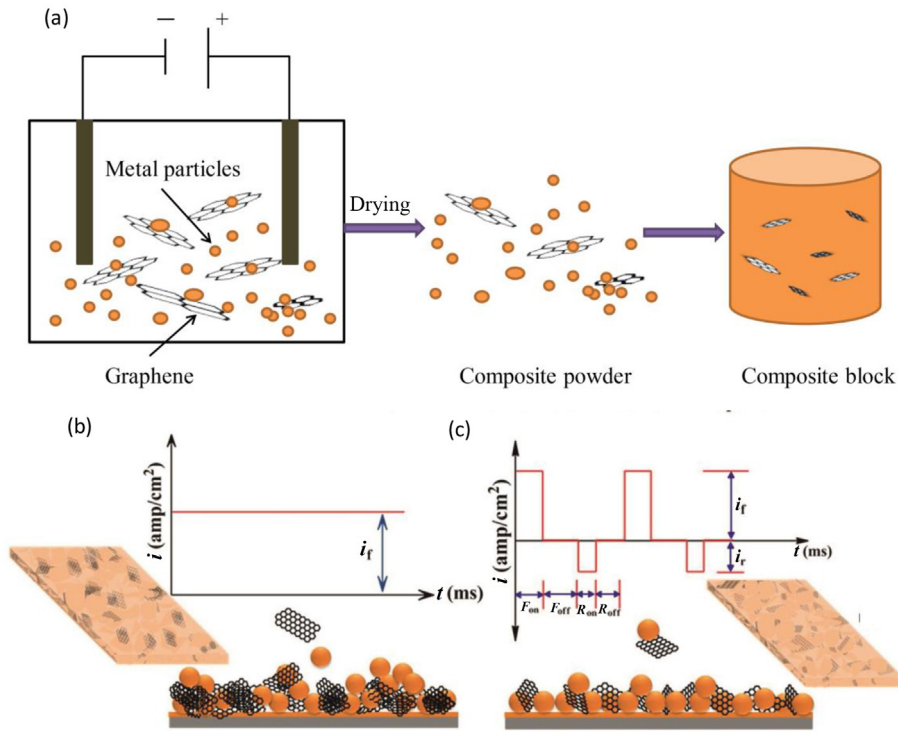 (a)
— +
Metal particles
Drying
Graphene
Composite powder
Composite block
(b)
i (amp/cm²)
i_f
t (ms)
(c)
i (amp/cm²)
i_f
t (ms)
i_r
F_on F_off R_on R_off